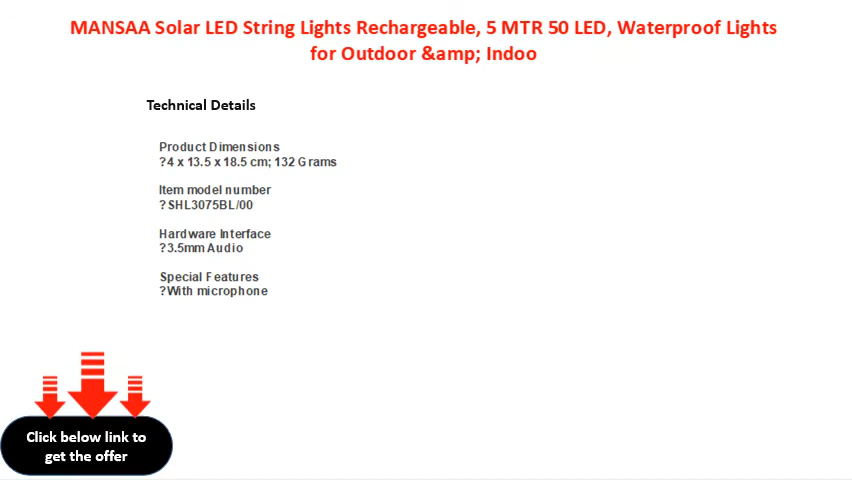 MANSAA Solar LED String Lights Rechargeable, 5 MTR 50 LED, Waterproof Lights
for Outdoor &amp; Indoo
Technical Details
Product Dimensions
?4 x 13.5 x 18.5 cm; 132 Grams
Item model number
?SHL3075BL/00
Hardware Interface
?3.5mm Audio
Special Features
?With microphone
Click below link to
get the offer